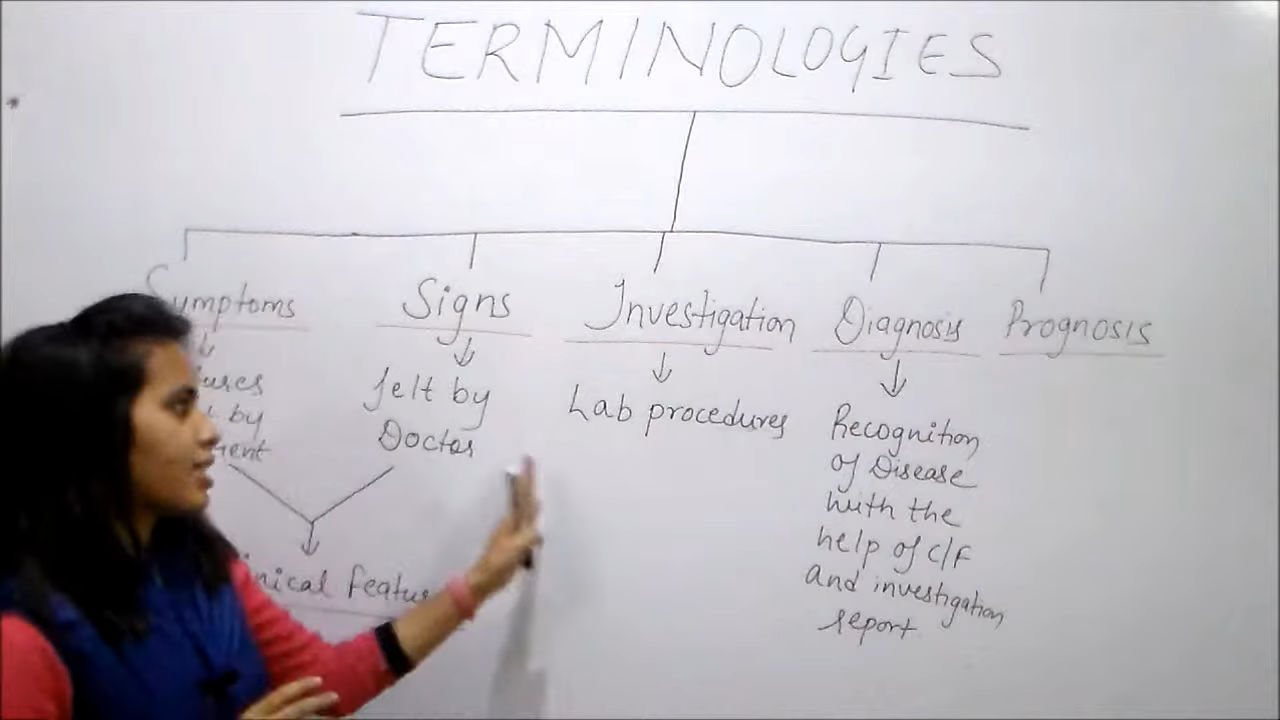 TERMINOLOGIES
Symptoms
by
Signs
felt by
Doctor
Investigation
Lab procedures
Diagnosis
Recognition
of Disease
with the
help of C/F
and investigation
report
Prognosis